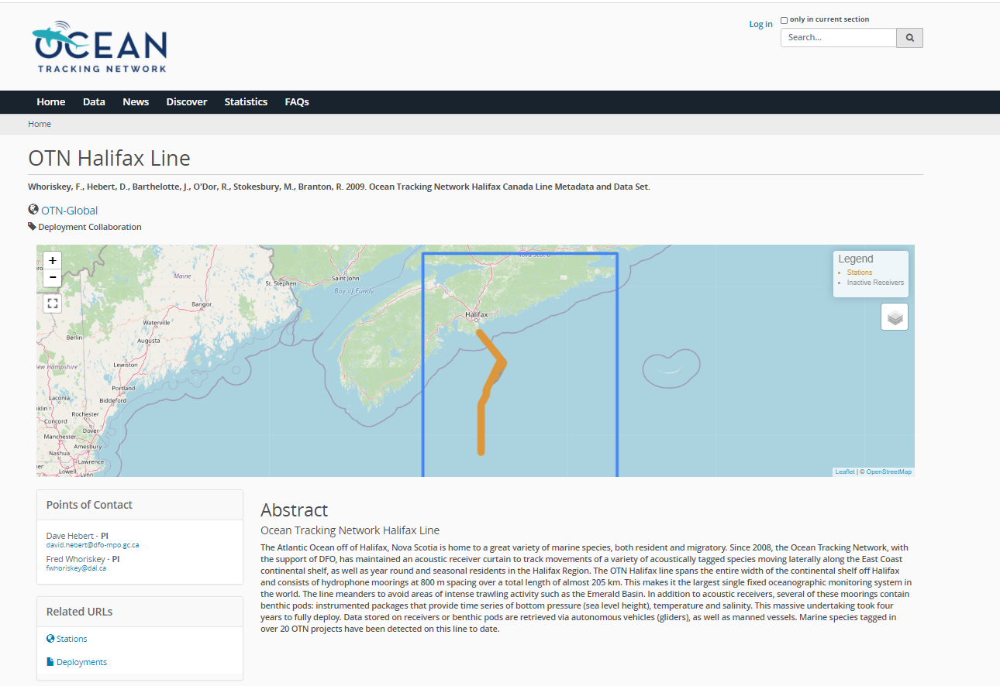 OCEAN
TRACKING NETWORK
Log in
only in current section
Search...
Home Data News Discover Statistics FAQs
Home
OTN Halifax Line
Whoriskey, F., Hebert, D., Barthelotte, J., O'Dor, R., Stokesbury, M., Branton, R. 2009. Ocean Tracking Network Halifax Canada Line Metadata and Data Set.
OTN-Global
Deployment Collaboration
+
−
Maine
Bangor
Waterville
Augusta
Berlin
New Hampshire
Lewiston
Portland
Laconia
Biddeford
Rochester
Concord
Dover
Manchester
Amesbury
Nashua
Lawrence
Lowell
Lynn
St. Stephen
Saint John
Bay of Fundy
Nova Scotia
Halifax
Legend
Stations
Inactive Receivers
Leaflet | © OpenStreetMap
Points of Contact
Dave Hebert - PI
david.hebert@dfo-mpo.gc.ca
Fred Whoriskey - PI
fwhoriskey@dal.ca
Related URLs
Stations
Deployments
Abstract
Ocean Tracking Network Halifax Line
The Atlantic Ocean off of Halifax, Nova Scotia is home to a great variety of marine species, both resident and migratory. Since 2008, the Ocean Tracking Network, with
the support of DFO, has maintained an acoustic receiver curtain to track movements of a variety of acoustically tagged species moving laterally along the East Coast
continental shelf, as well as year round and seasonal residents in the Halifax Region. The OTN Halifax line spans the entire width of the continental shelf off Halifax
and consists of hydrophone moorings at 800 m spacing over a total length of almost 205 km. This makes it the largest single fixed oceanographic monitoring system in
the world. The line meanders to avoid areas of intense trawling activity such as the Emerald Basin. In addition to acoustic receivers, several of these moorings contain
benthic pods: instrumented packages that provide time series of bottom pressure (sea level height), temperature and salinity. This massive undertaking took four
years to fully deploy. Data stored on receivers or benthic pods are retrieved via autonomous vehicles (gliders), as well as manned vessels. Marine species tagged in
over 20 OTN projects have been detected on this line to date.